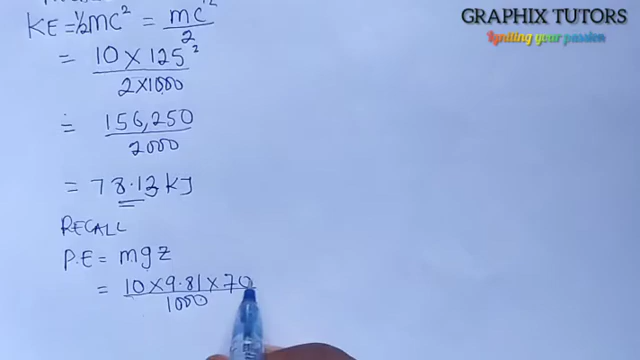 GRAPHIX TUTORS
Igniting your passion
KE = ½mc² = mc²/2
= 10 × 125²
2×1000
= 156,250
2000
= 78.13 kJ
RECALL
P.E = mgz
= 10 × 9.81 × 70
1000